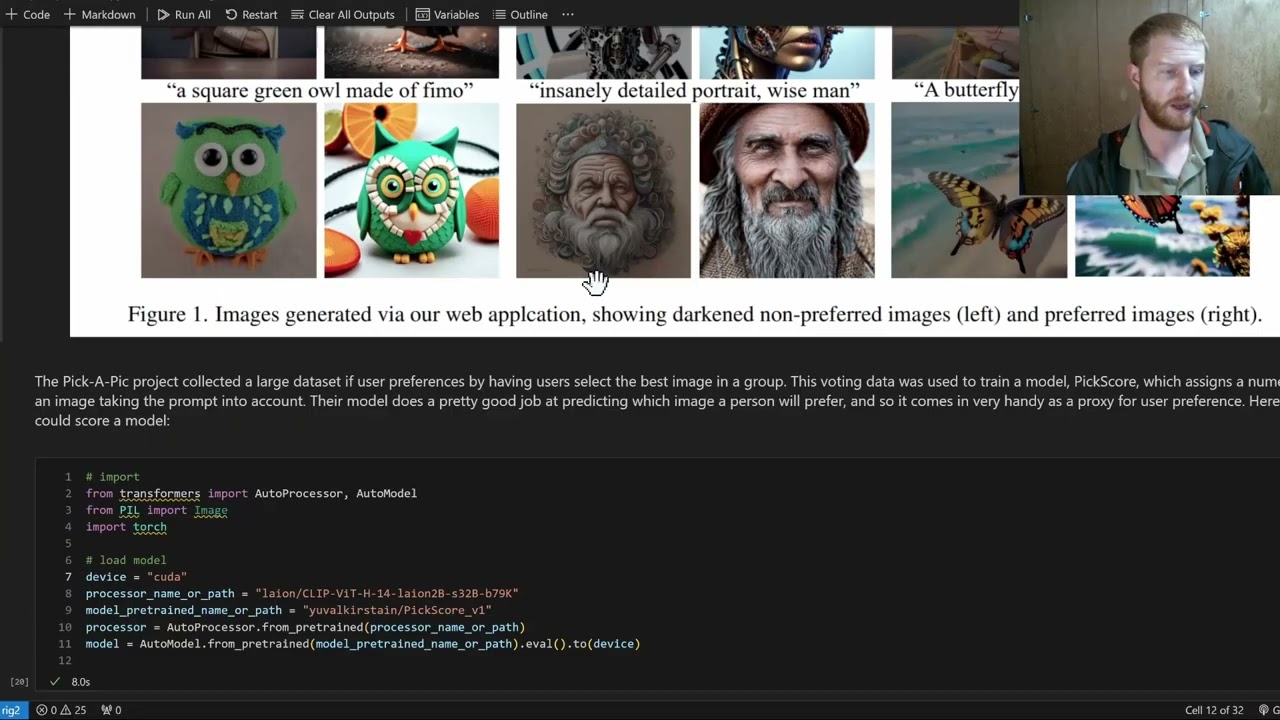 Code Markdown Run All Restart Clear All Outputs Variables Outline ...
“a square green owl made of fimo” “insanely detailed portrait, wise man” “A butterfly
Figure 1. Images generated via our web applcation, showing darkened non-preferred images (left) and preferred images (right).
The Pick-A-Pic project collected a large dataset if user preferences by having users select the best image in a group. This voting data was used to train a model, PickScore, which assigns a
an image taking the prompt into account. Their model does a pretty good job at predicting which image a person will prefer, and so it comes in very handy as a proxy for user preference. Here
could score a model:
1 # import
2 from transformers import AutoProcessor, AutoModel
3 from PIL import Image
4 import torch
5
6 # load model
7 device = "cuda"
8 processor_name_or_path = "laion/CLIP-ViT-H-14-laion2B-s32B-b79K"
9 model_pretrained_name_or_path = "yuvalkirstain/PickScore_v1"
10 processor = AutoProcessor.from_pretrained(processor_name_or_path)
11 model = AutoModel.from_pretrained(model_pretrained_name_or_path).eval().to(device)
12
[20] 8.0s
rig2 0 25 0 Cell 12 of 32